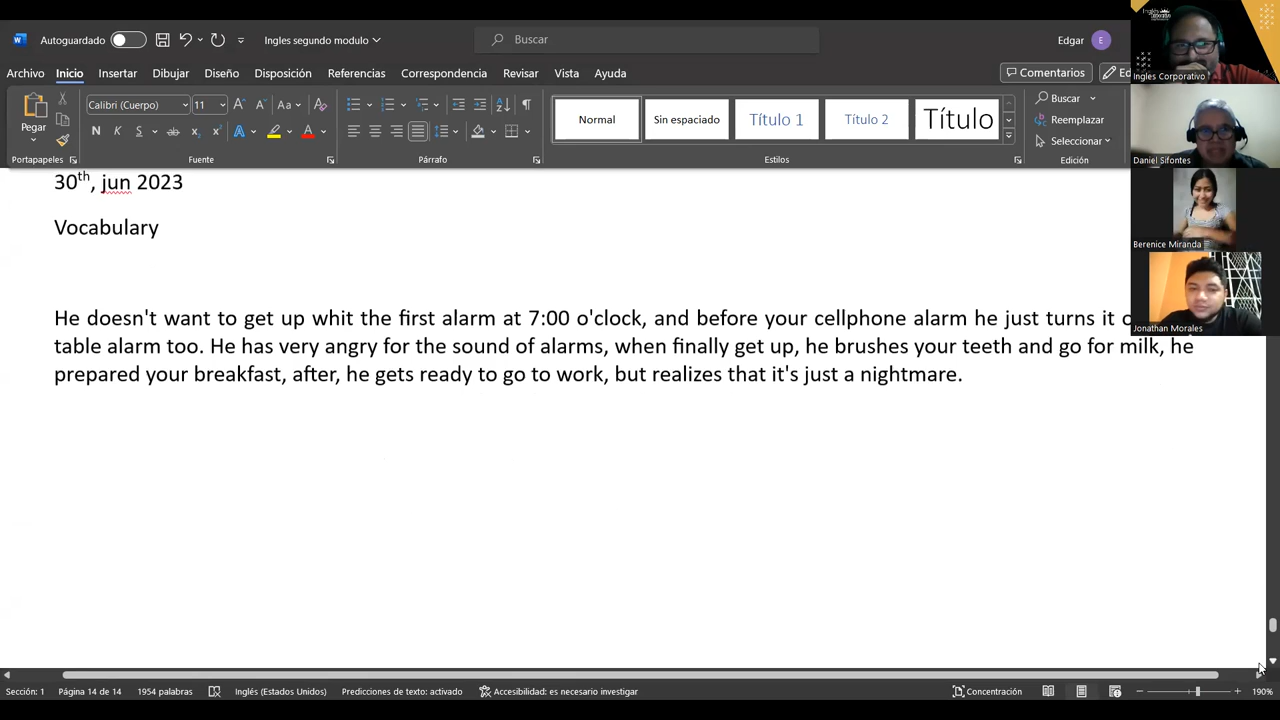 Autoguardado
Ingles segundo modulo
Buscar
Edgar
E
Archivo
Inicio
Insertar
Dibujar
Diseño
Disposición
Referencias
Correspondencia
Revisar
Vista
Ayuda
Comentarios
Pegar
Calibri (Cuerpo)
11
Normal
Sin espaciado
Título 1
Título 2
Título
Buscar
Reemplazar
Seleccionar
Portapapeles
Fuente
Párrafo
Estilos
Edición
30th, jun 2023
Vocabulary
He doesn't want to get up whit the first alarm at 7:00 o'clock, and before your cellphone alarm he just turns it
table alarm too. He has very angry for the sound of alarms, when finally get up, he brushes your teeth and go for milk, he
prepared your breakfast, after, he gets ready to go to work, but realizes that it's just a nightmare.
Ingles Corporativo
Daniel Sifontes
Berenice Miranda
Jonathan Morales
Sección: 1
Página 14 de 14
1954 palabras
Inglés (Estados Unidos)
Predicciones de texto: activado
Accesibilidad: es necesario investigar
Concentración
190%